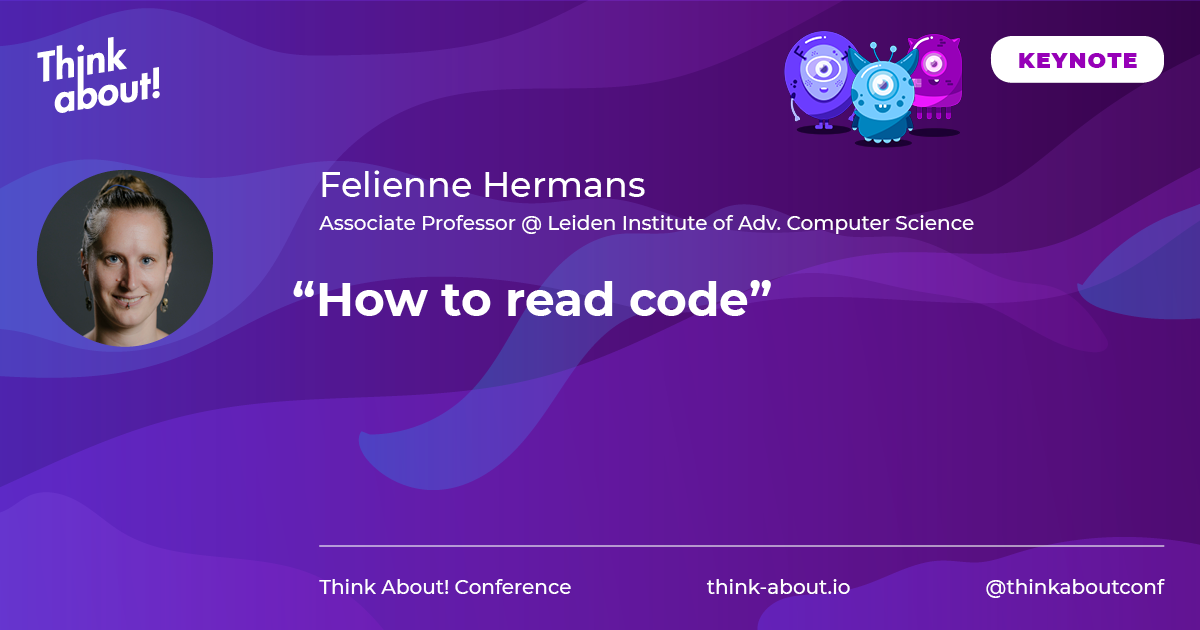 Think
about!
KEYNOTE
Felienne Hermans
Associate Professor @ Leiden Institute of Adv. Computer Science
“How to read code”
Think About! Conference
think-about.io
@thinkaboutconf